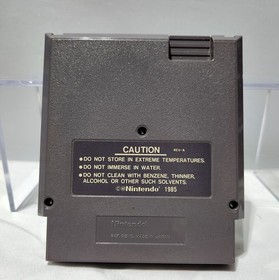 CAUTION REV-A
● DO NOT STORE IN EXTREME TEMPERATURES.
● DO NOT IMMERSE IN WATER.
● DO NOT CLEAN WITH BENZENE, THINNER,
ALCOHOL OR OTHER SUCH SOLVENTS.
©®Nintendo 1985